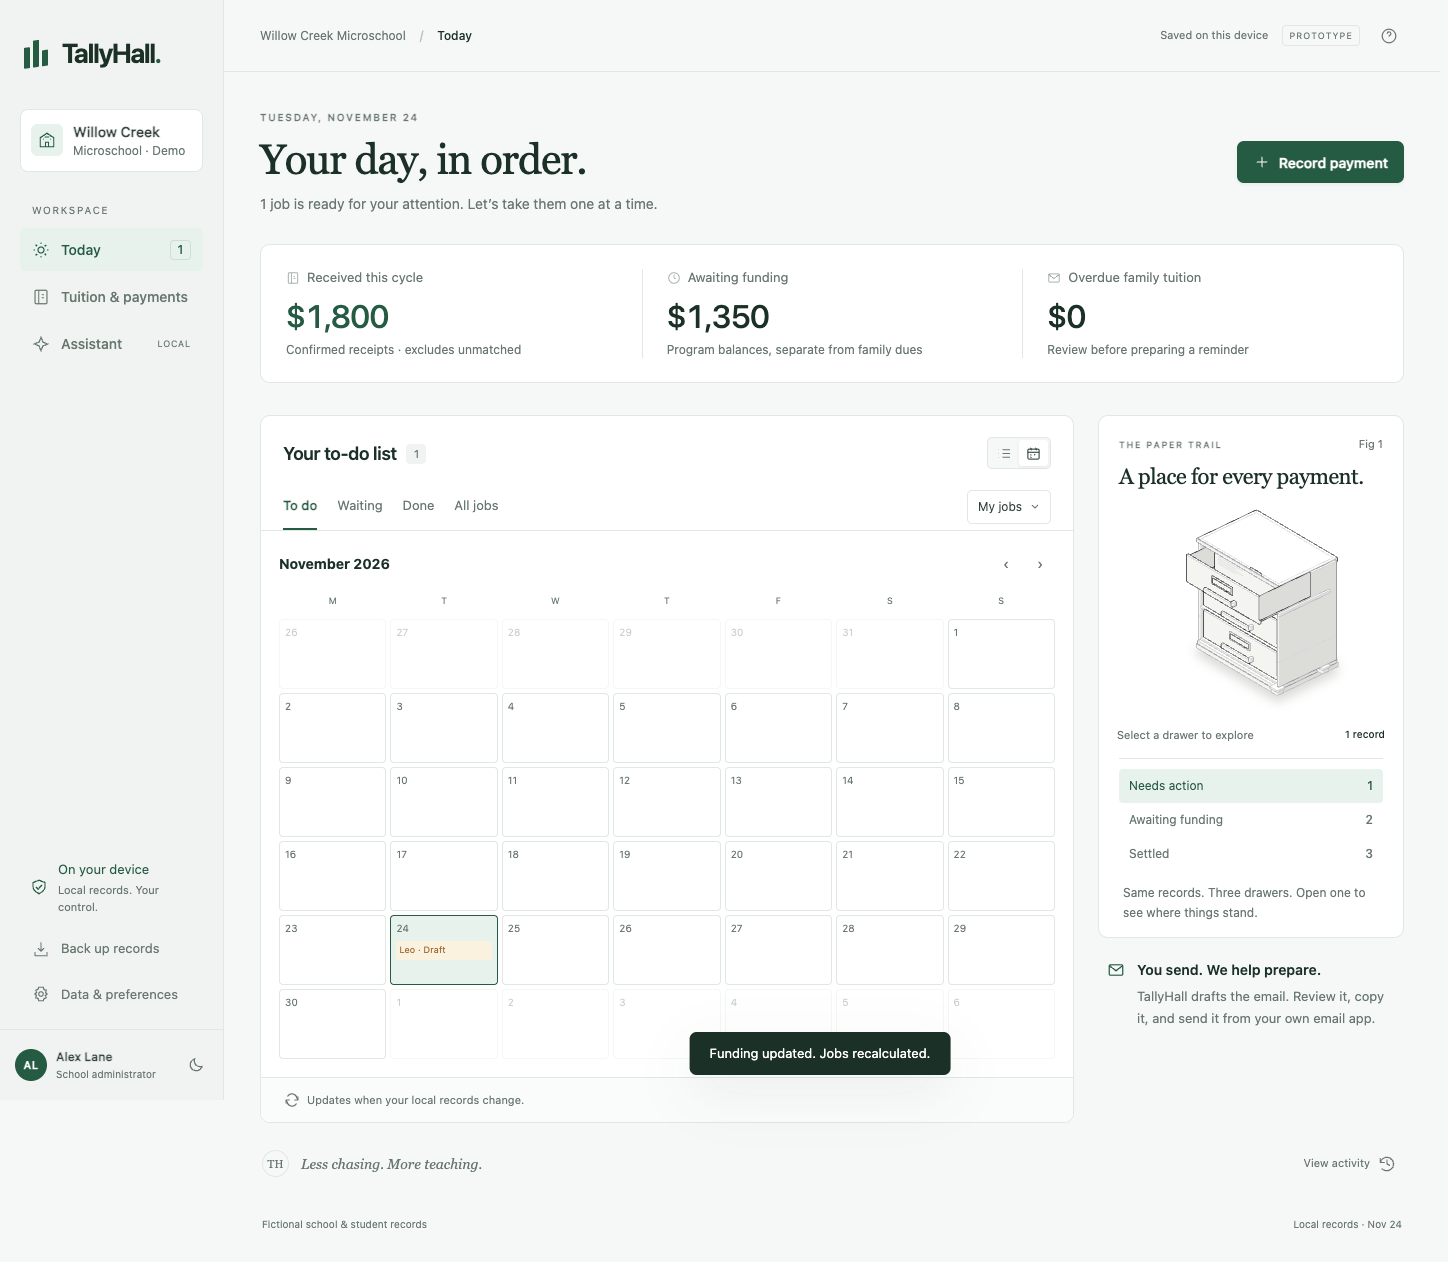 TallyHall.
Willow Creek
Microschool · Demo
WORKSPACE
Today 1
Tuition & payments
Assistant LOCAL
On your device
Local records. Your
control.
Back up records
Data & preferences
AL
Alex Lane
School administrator
Willow Creek Microschool / Today
Saved on this device PROTOTYPE
TUESDAY, NOVEMBER 24
Your day, in order.
1 job is ready for your attention. Let’s take them one at a time.
+ Record payment
Received this cycle
$1,800
Confirmed receipts · excludes unmatched
Awaiting funding
$1,350
Program balances, separate from family dues
Overdue family tuition
$0
Review before preparing a reminder
Your to-do list 1
To do Waiting Done All jobs
My jobs
November 2026
‹ ›
M T W T F S S
26 27 28 29 30 31 1
2 3 4 5 6 7 8
9 10 11 12 13 14 15
16 17 18 19 20 21 22
23 24 25 26 27 28 29
Leo · Draft
30 1 2 3 4 5 6
Funding updated. Jobs recalculated.
Updates when your local records change.
THE PAPER TRAIL Fig 1
A place for every payment.
Select a drawer to explore 1 record
Needs action 1
Awaiting funding 2
Settled 3
Same records. Three drawers. Open one to
see where things stand.
You send. We help prepare.
TallyHall drafts the email. Review it, copy
it, and send it from your own email app.
TH Less chasing. More teaching.
View activity
Fictional school & student records
Local records · Nov 24